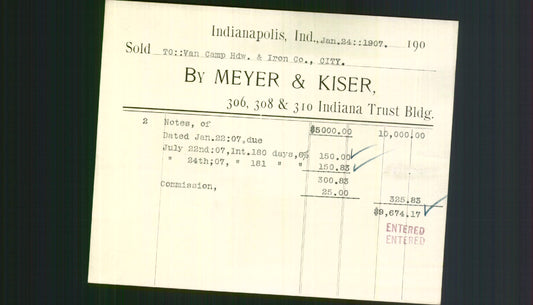 Indianapolis, Ind., Jan.24::1907. 190
Sold TO::Van Camp Hdw. & Iron Co., CITY.
By MEYER & KISER,
306, 308 & 310 Indiana Trust Bldg.
2 Notes, of $5000.00 10,000.00
Dated Jan.22:07,due
July 22nd:07,Int.180 days,6% 150.00
" 24th;07, " 181 " " 150.83
300.83
Commission, 25.00 325.83
$9,674.17
ENTERED
ENTERED